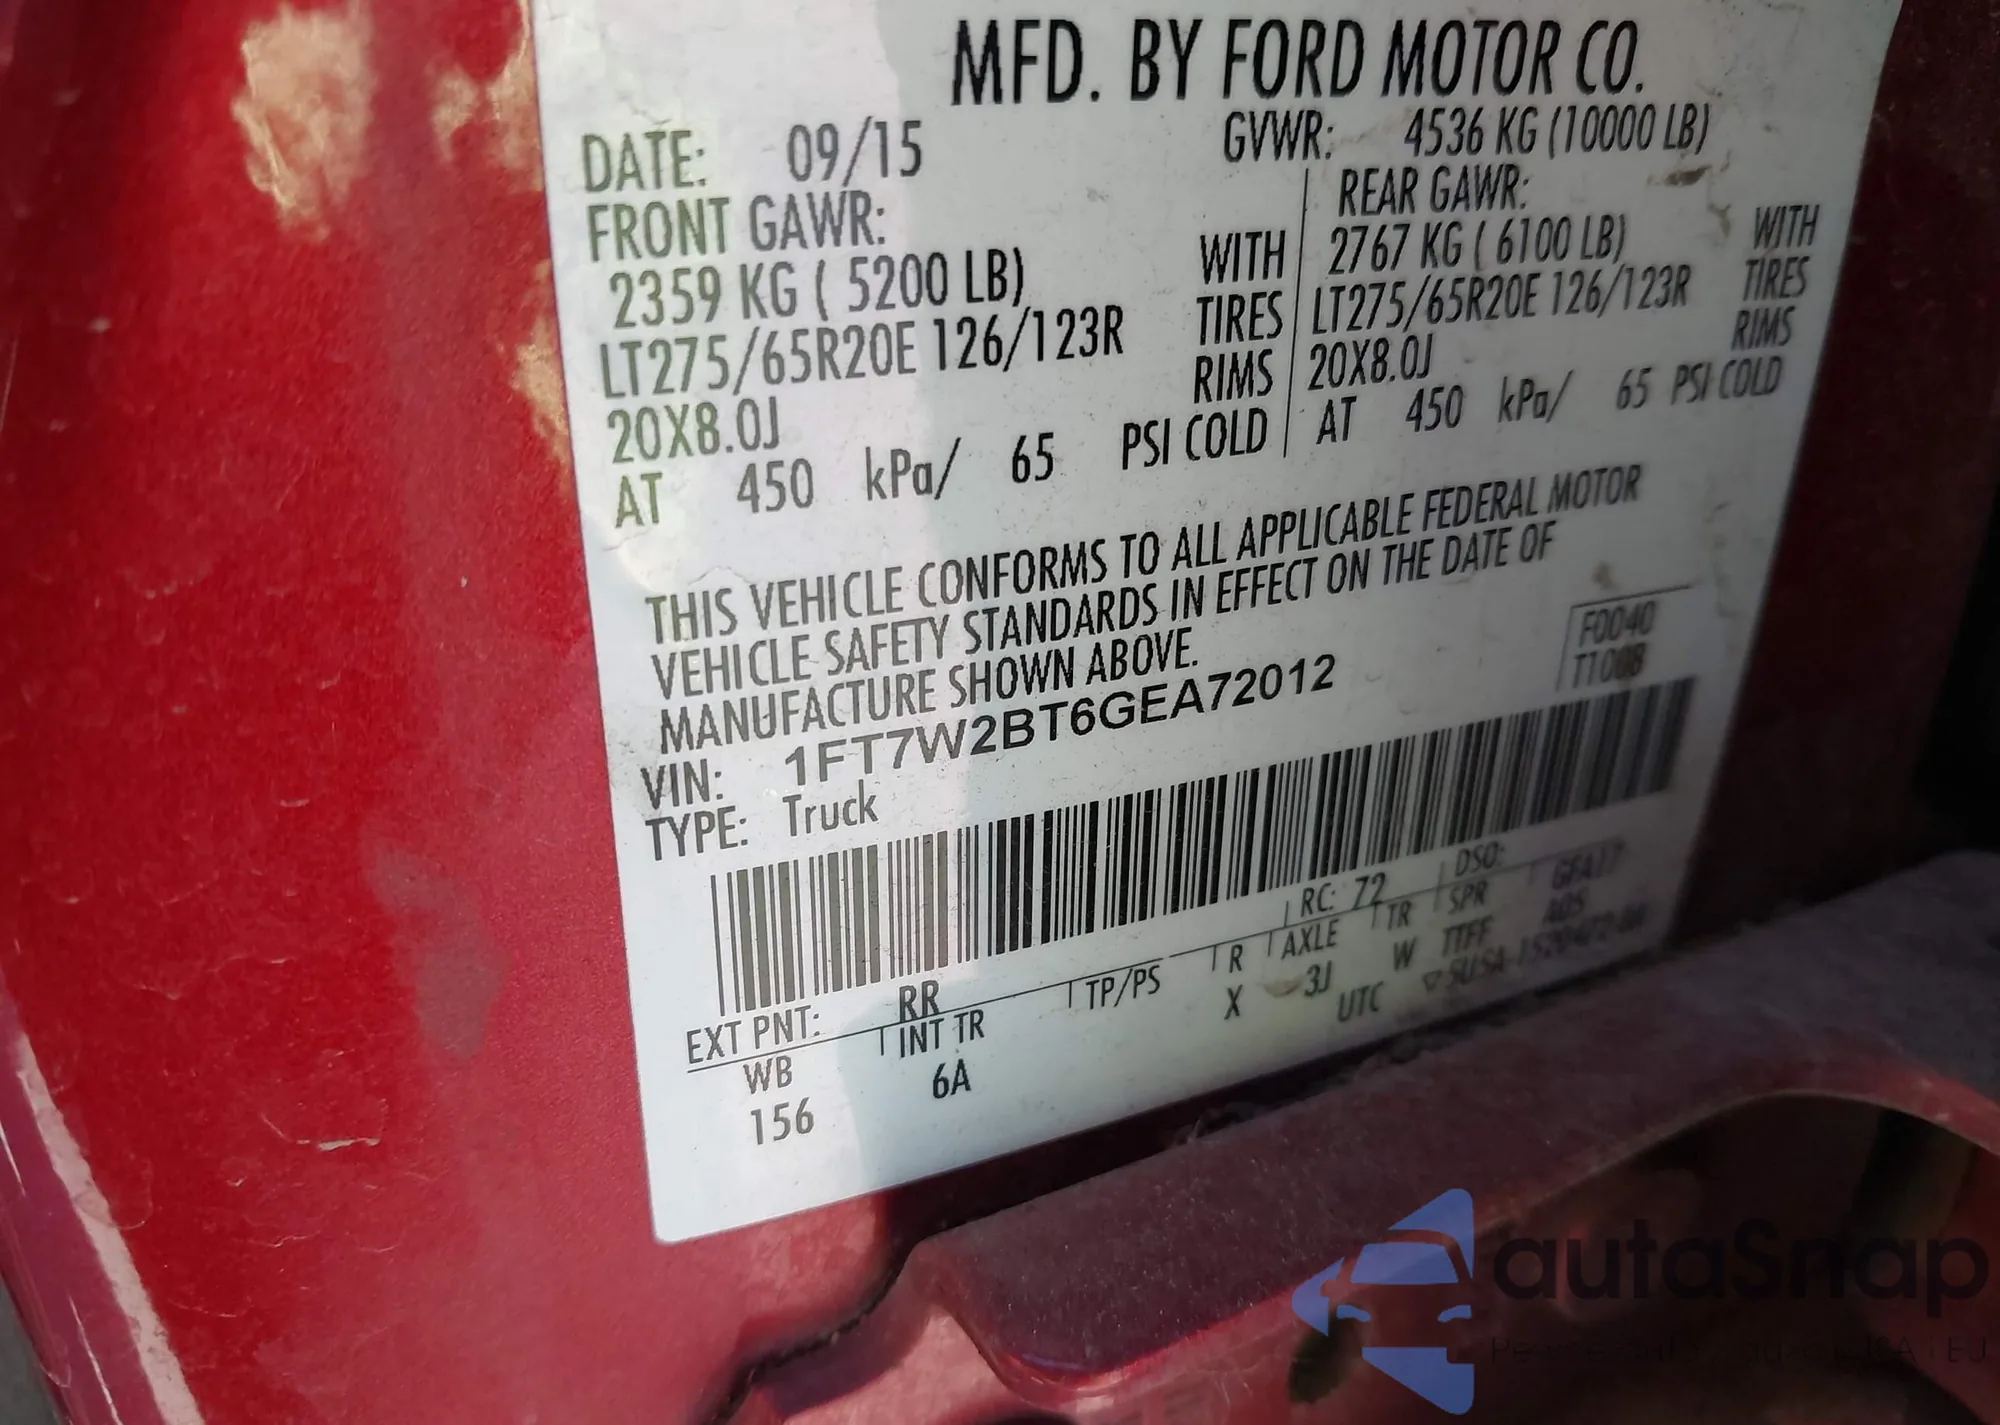 MFD. BY FORD MOTOR CO.
DATE: 09/15 GVWR: 4536 KG (10000 LB)
FRONT GAWR: REAR GAWR:
2359 KG ( 5200 LB) WITH 2767 KG ( 6100 LB) WITH
LT275/65R20E 126/123R TIRES LT275/65R20E 126/123R TIRES
20X8.0J RIMS 20X8.0J RIMS
AT 450 kPa/ 65 PSI COLD AT 450 kPa/ 65 PSI COLD
THIS VEHICLE CONFORMS TO ALL APPLICABLE FEDERAL MOTOR
VEHICLE SAFETY STANDARDS IN EFFECT ON THE DATE OF
MANUFACTURE SHOWN ABOVE.
F0040
VIN: 1FT7W2BT6GEA72012
TYPE: Truck
EXT PNT: RR RC: 72 DSO:
WB INT TR TP/PS R AXLE TR SPR
156 6A X 3J W TTFF
UTC
autaSnap